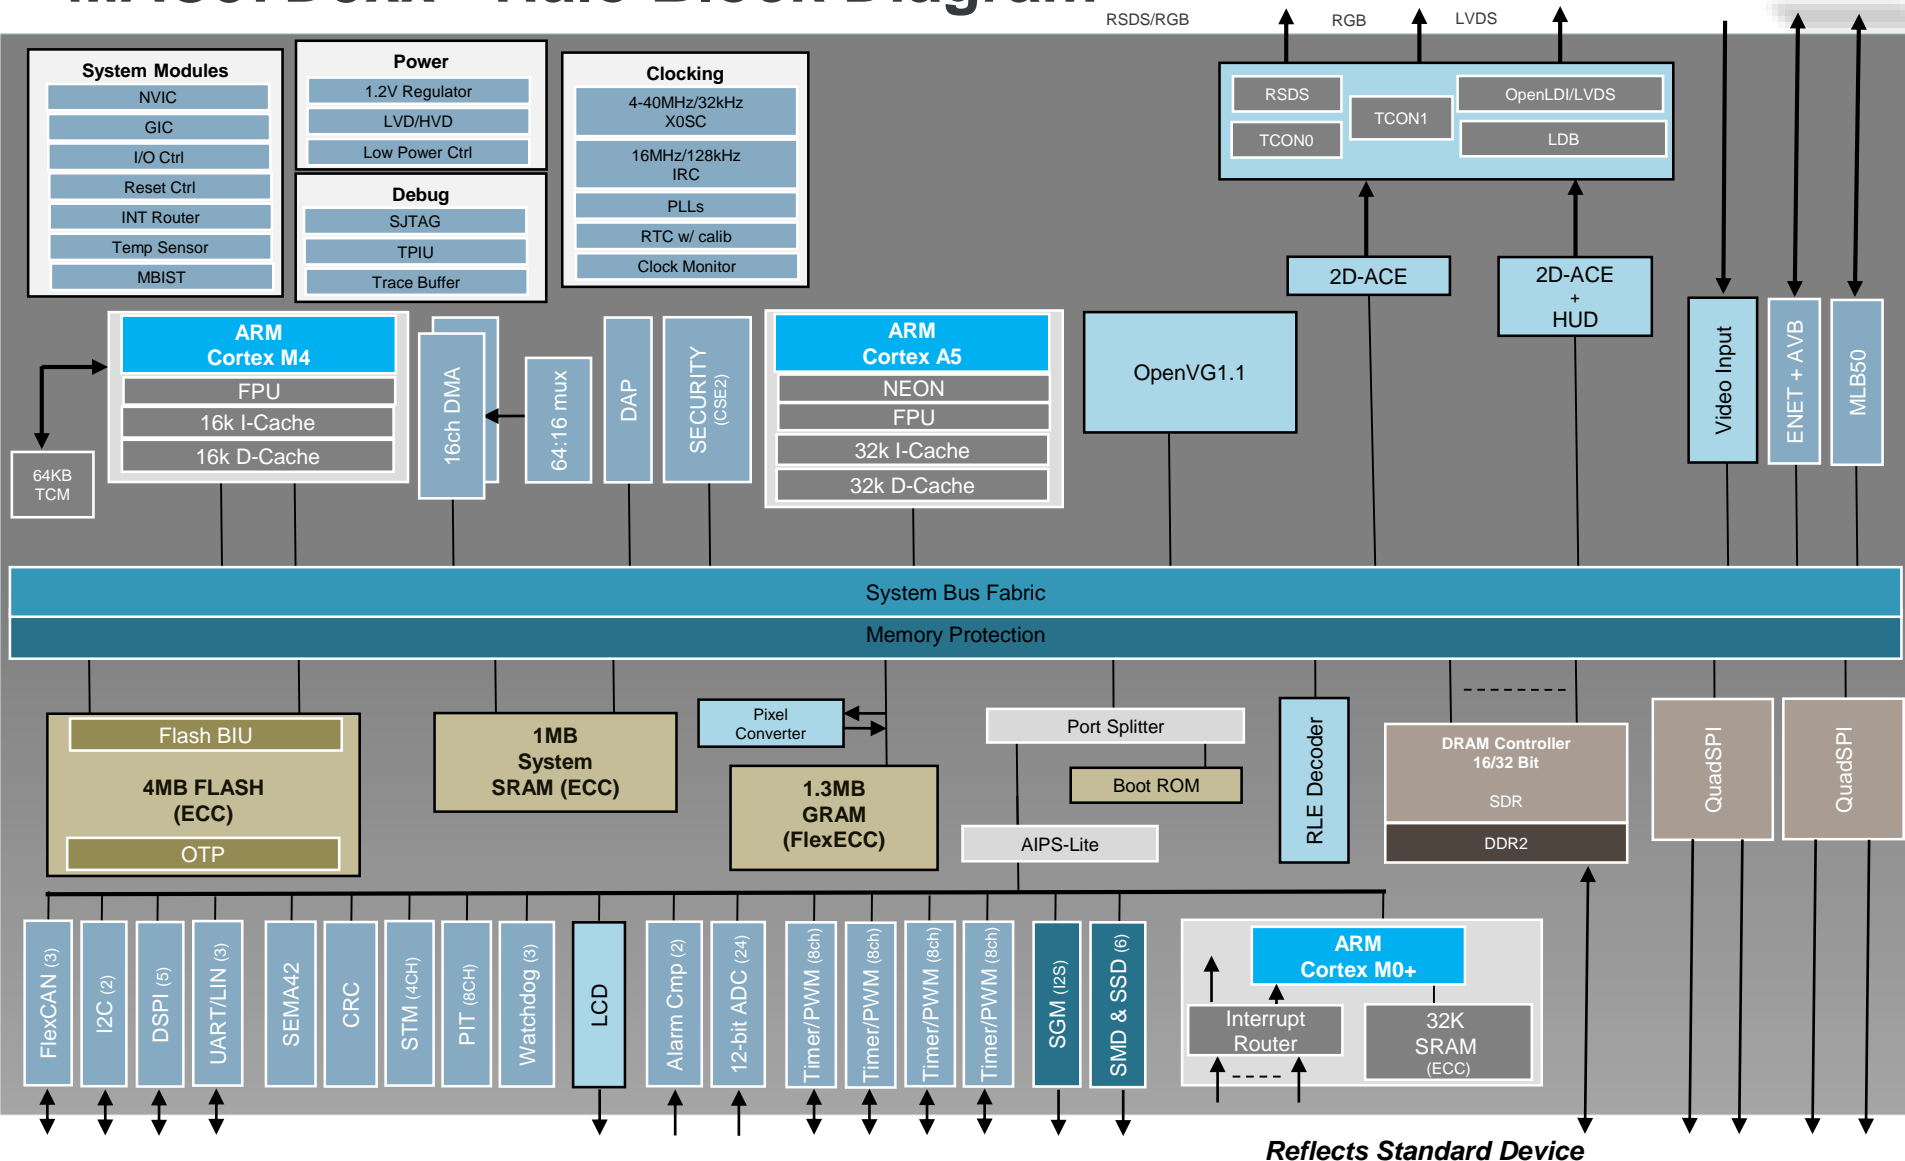 RSDS/RGB
RGB
LVDS
System Modules
NVIC
GIC
I/O Ctrl
Reset Ctrl
INT Router
Temp Sensor
MBIST
Power
1.2V Regulator
LVD/HVD
Low Power Ctrl
Debug
SJTAG
TPIU
Trace Buffer
Clocking
4-40MHz/32kHz
X0SC
16MHz/128kHz
IRC
PLLs
RTC w/ calib
Clock Monitor
RSDS
TCON0
TCON1
OpenLDI/LVDS
LDB
2D-ACE
2D-ACE
+
HUD
ARM
Cortex M4
FPU
16k I-Cache
16k D-Cache
64KB
TCM
16ch DMA
64:16 mux
DAP
SECURITY
(CSE2)
ARM
Cortex A5
NEON
FPU
32k I-Cache
32k D-Cache
OpenVG1.1
Video Input
ENET + AVB
MLB50
System Bus Fabric
Memory Protection
Flash BIU
4MB FLASH
(ECC)
OTP
1MB
System
SRAM (ECC)
Pixel
Converter
1.3MB
GRAM
(FlexECC)
Port Splitter
Boot ROM
AIPS-Lite
RLE Decoder
DRAM Controller
16/32 Bit
SDR
DDR2
QuadSPI
QuadSPI
FlexCAN (3)
I2C (2)
DSPI (5)
UART/LIN (3)
SEMA42
CRC
STM (4CH)
PIT (8CH)
Watchdog (3)
LCD
Alarm Cmp (2)
12-bit ADC (24)
Timer/PWM (8ch)
Timer/PWM (8ch)
Timer/PWM (8ch)
Timer/PWM (8ch)
SGM (I2S)
SMD & SSD (6)
ARM
Cortex M0+
Interrupt
Router
32K
SRAM
(ECC)
Reflects Standard Device